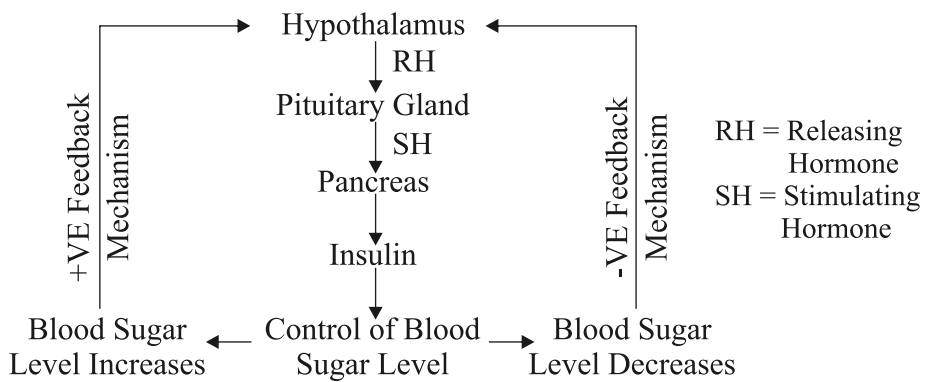 Hypothalamus
RH
Pituitary Gland
SH
Pancreas
Insulin
Control of Blood
Sugar Level
+VE Feedback
Mechanism
Blood Sugar
Level Increases
-VE Feedback
Mechanism
Blood Sugar
Level Decreases
RH = Releasing
Hormone
SH = Stimulating
Hormone